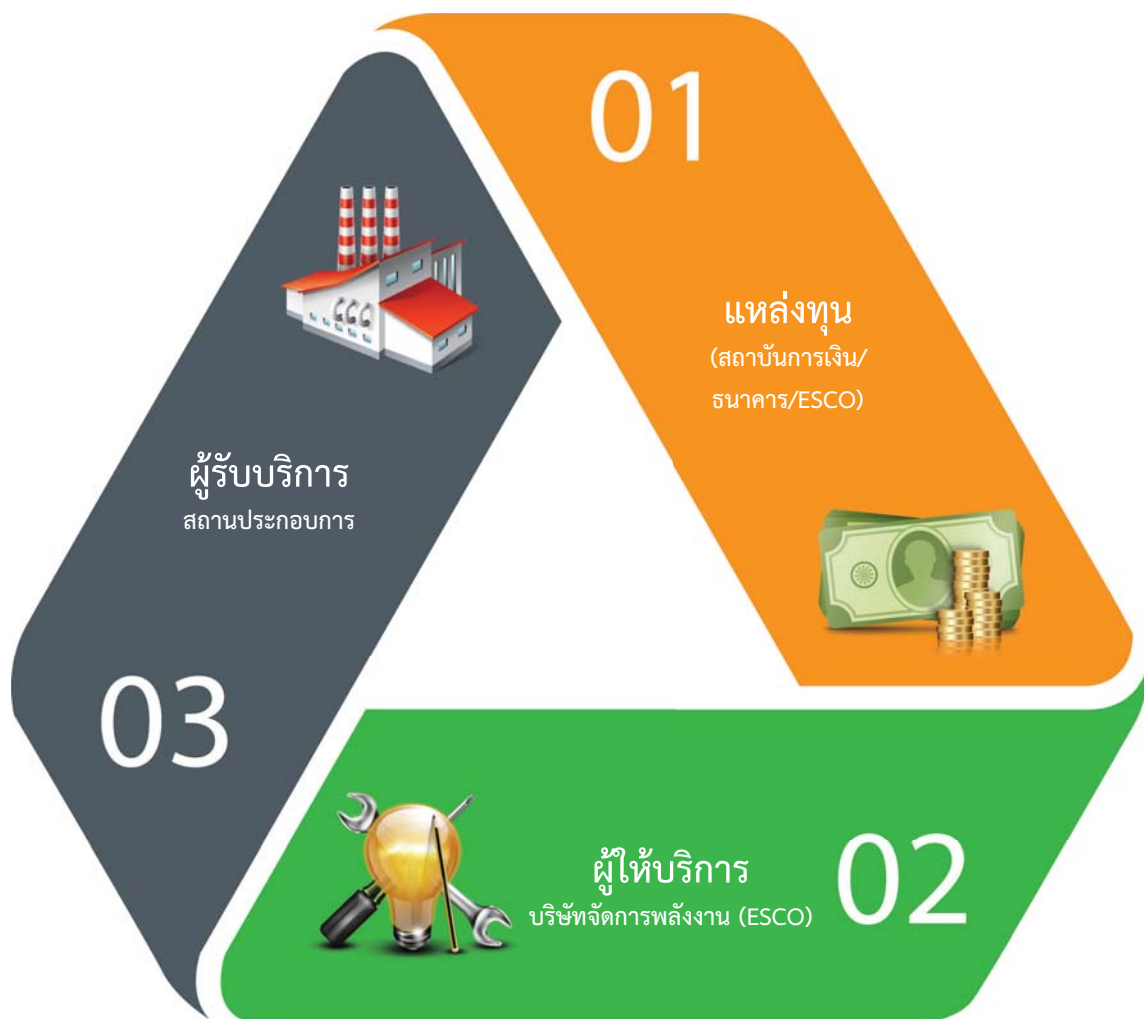 01
แหล่งทุน
(สถาบันการเงิน/
ธนาคาร/ESCO)
ผู้รับบริการ
สถานประกอบการ
03
ผู้ให้บริการ
บริษัทจัดการพลังงาน (ESCO)
02